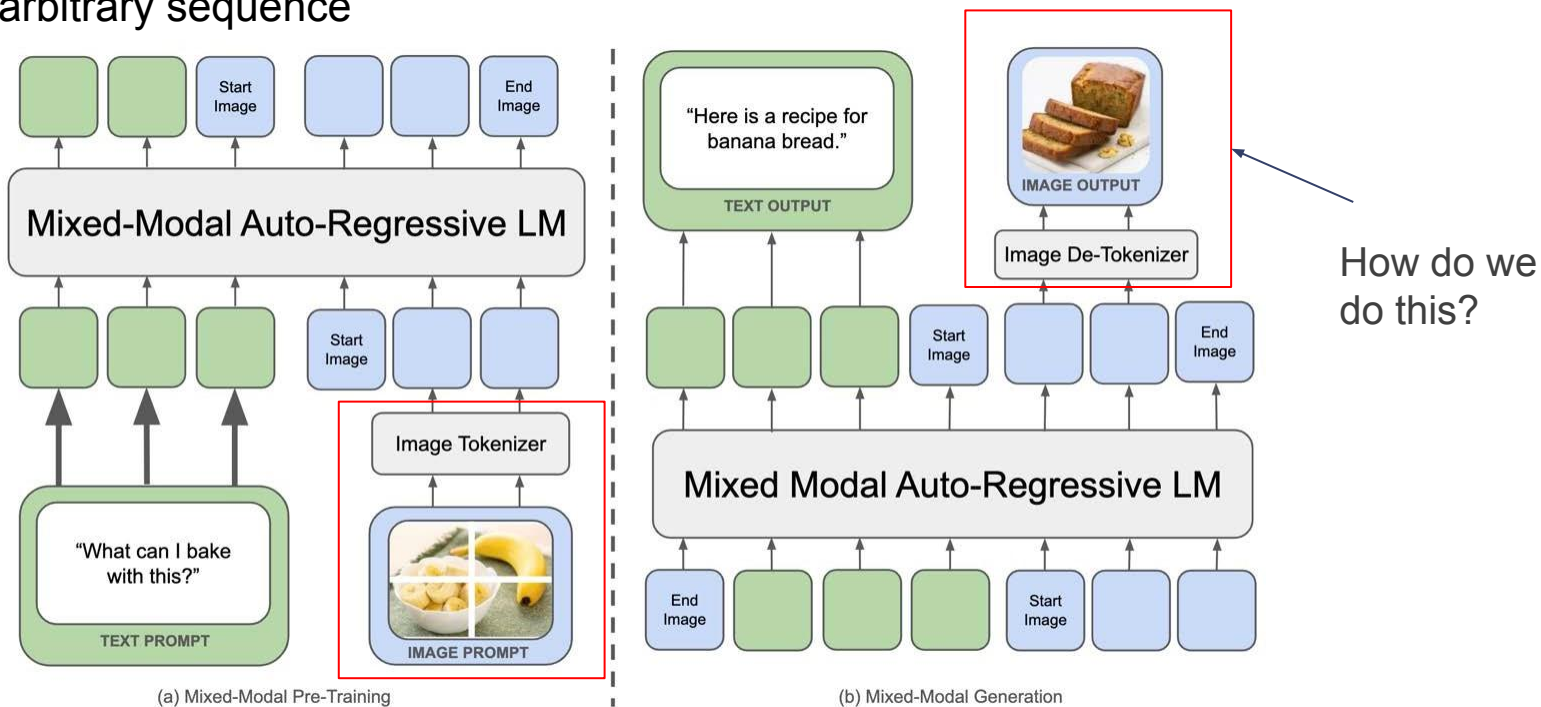 arbitrary sequence
Start
Image
End
Image
Mixed-Modal Auto-Regressive LM
Start
Image
Image Tokenizer
“What can I bake
with this?”
TEXT PROMPT
IMAGE PROMPT
(a) Mixed-Modal Pre-Training
“Here is a recipe for
banana bread.”
TEXT OUTPUT
IMAGE OUTPUT
Image De-Tokenizer
How do we
do this?
Start
Image
End
Image
Mixed Modal Auto-Regressive LM
End
Image
Start
Image
(b) Mixed-Modal Generation